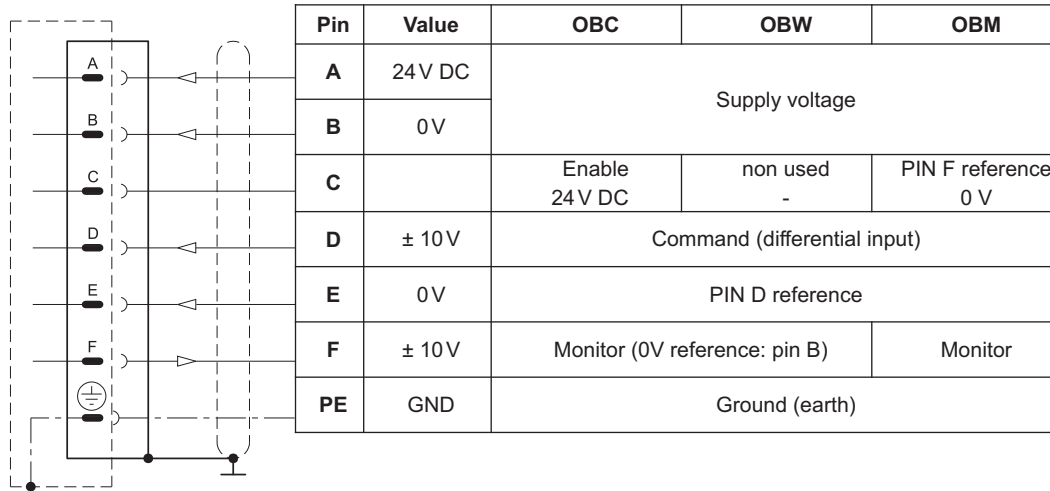 Pin Value OBC OBW OBM
A 24 V DC Supply voltage
B 0 V
C Enable 24 V DC non used - PIN F reference 0 V
D ± 10 V Command (differential input)
E 0 V PIN D reference
F ± 10 V Monitor (0V reference: pin B) Monitor
PE GND Ground (earth)
A
B
C
D
E
F